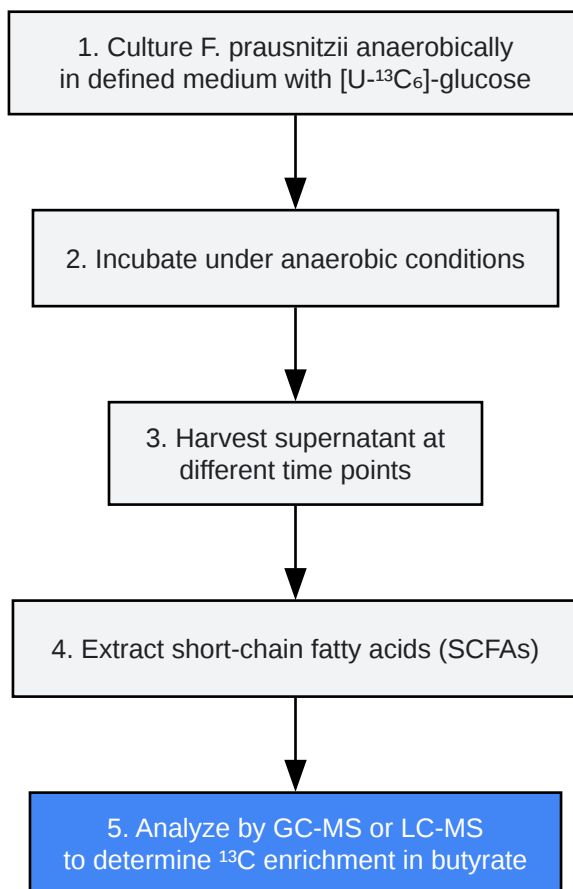 1. Culture F. prausnitzii anaerobically
in defined medium with [U-¹³C₆]-glucose
2. Incubate under anaerobic conditions
3. Harvest supernatant at
different time points
4. Extract short-chain fatty acids (SCFAs)
5. Analyze by GC-MS or LC-MS
to determine ¹³C enrichment in butyrate